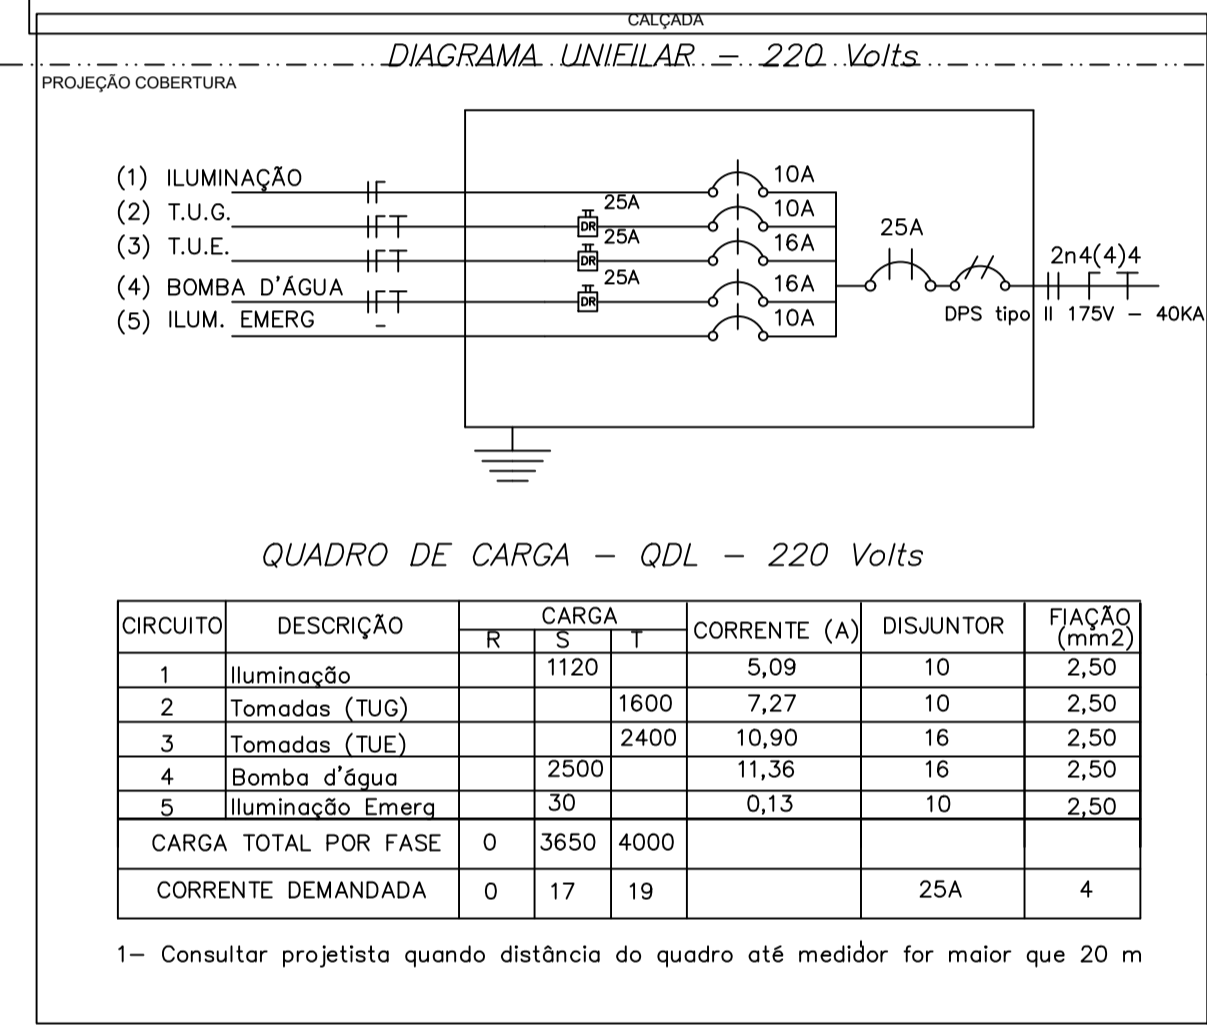 CALÇADA
DIAGRAMA UNIFILAR – 220 Volts
PROJEÇÃO COBERTURA
(1) ILUMINAÇÃO 10A
(2) T.U.G. DR 25A 10A
(3) T.U.E. DR 25A 16A
(4) BOMBA D'ÁGUA DR 25A 16A
(5) ILUM. EMERG 10A
25A
2n4(4)4
DPS tipo II 175V – 40KA
QUADRO DE CARGA – QDL – 220 Volts
CIRCUITO DESCRIÇÃO CARGA CORRENTE (A) DISJUNTOR FIAÇÃO (mm2)
R S T
1 Iluminação 1120 5,09 10 2,50
2 Tomadas (TUG) 1600 7,27 10 2,50
3 Tomadas (TUE) 2400 10,90 16 2,50
4 Bomba d'água 2500 11,36 16 2,50
5 Iluminação Emerg 30 0,13 10 2,50
CARGA TOTAL POR FASE 0 3650 4000
CORRENTE DEMANDADA 0 17 19 25A 4
1– Consultar projetista quando distância do quadro até medidor for maior que 20 m